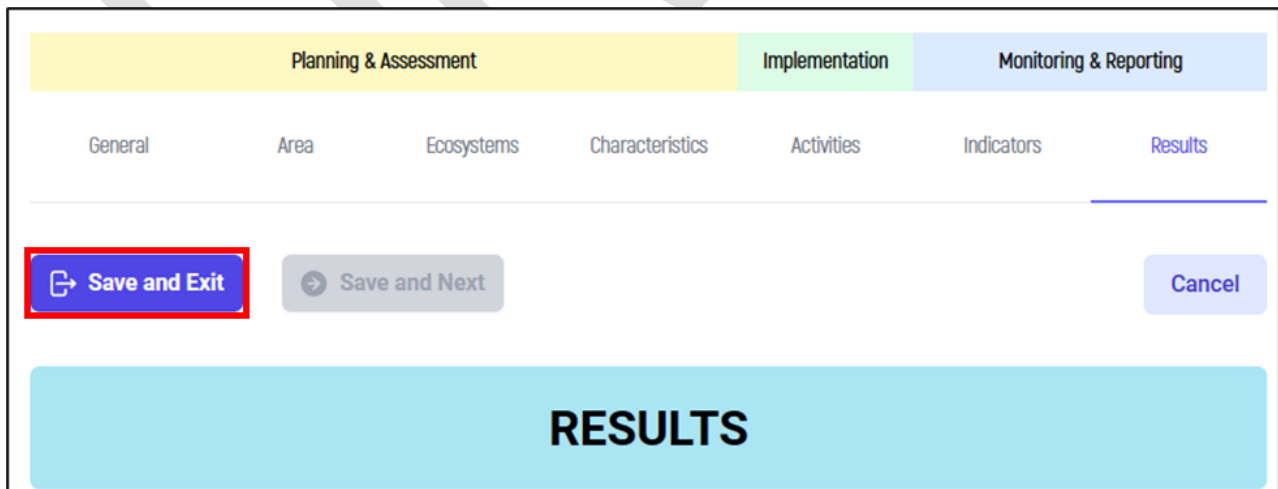 Planning & Assessment Implementation Monitoring & Reporting
General Area Ecosystems Characteristics Activities Indicators Results
Save and Exit Save and Next Cancel
RESULTS